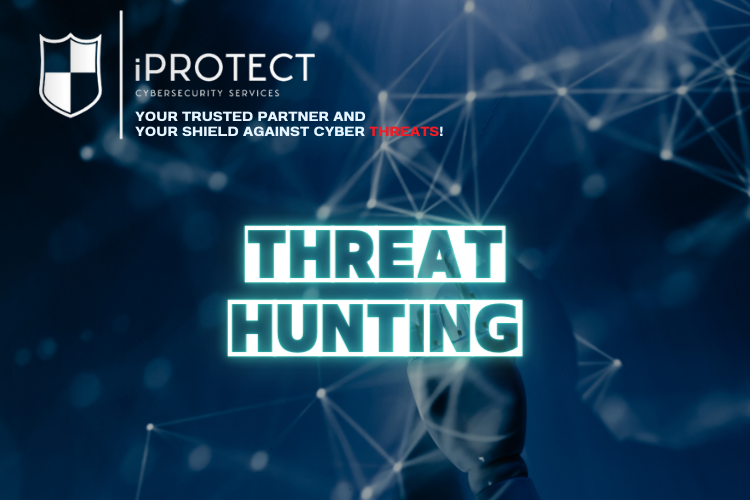 iPROTECT
CYBERSECURITY SERVICES
YOUR TRUSTED PARTNER AND
YOUR SHIELD AGAINST CYBER THREATS!
THREAT
HUNTING